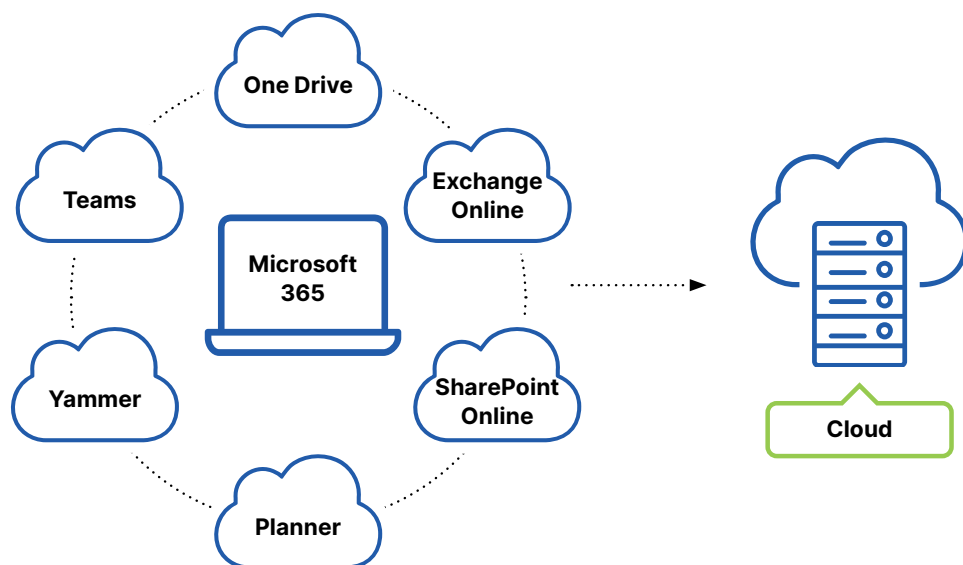 One Drive
Teams
Exchange
Online
Microsoft
365
Yammer
SharePoint
Online
Planner
Cloud